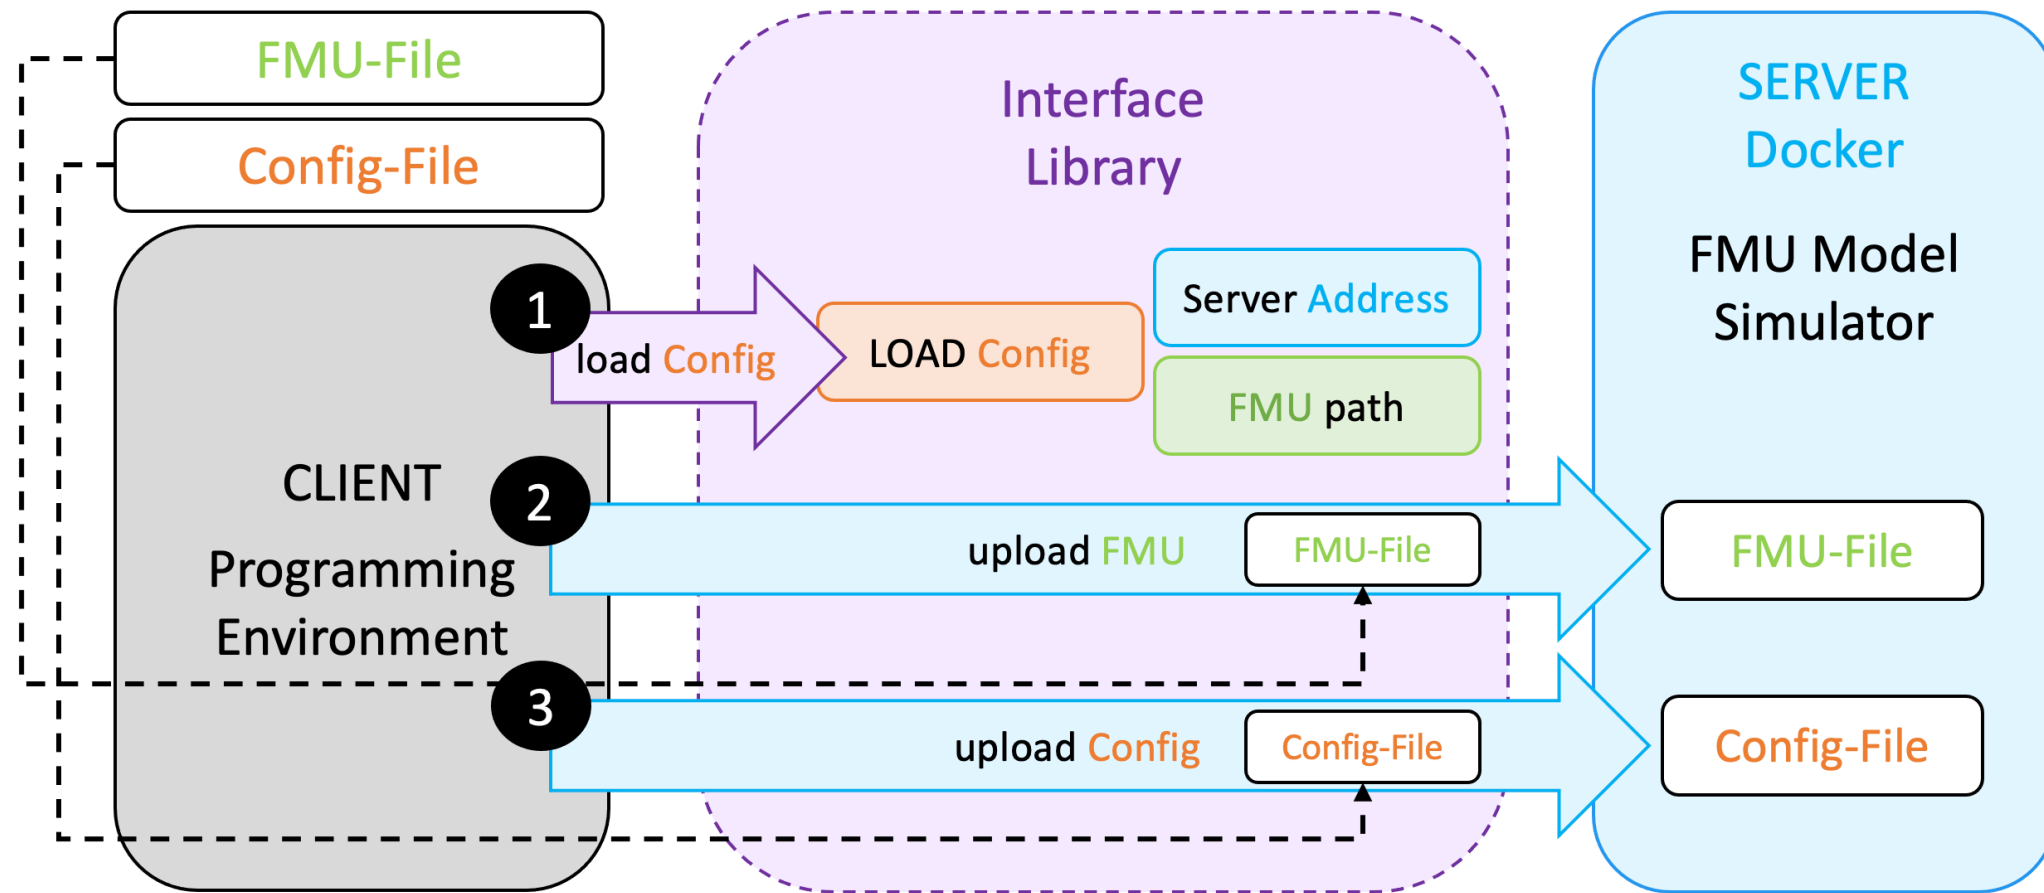 FMU-File
Config-File
Interface
Library
SERVER
Docker
FMU Model
Simulator
1
load Config
LOAD Config
Server Address
FMU path
CLIENT
Programming
Environment
2
upload FMU
FMU-File
FMU-File
3
upload Config
Config-File
Config-File